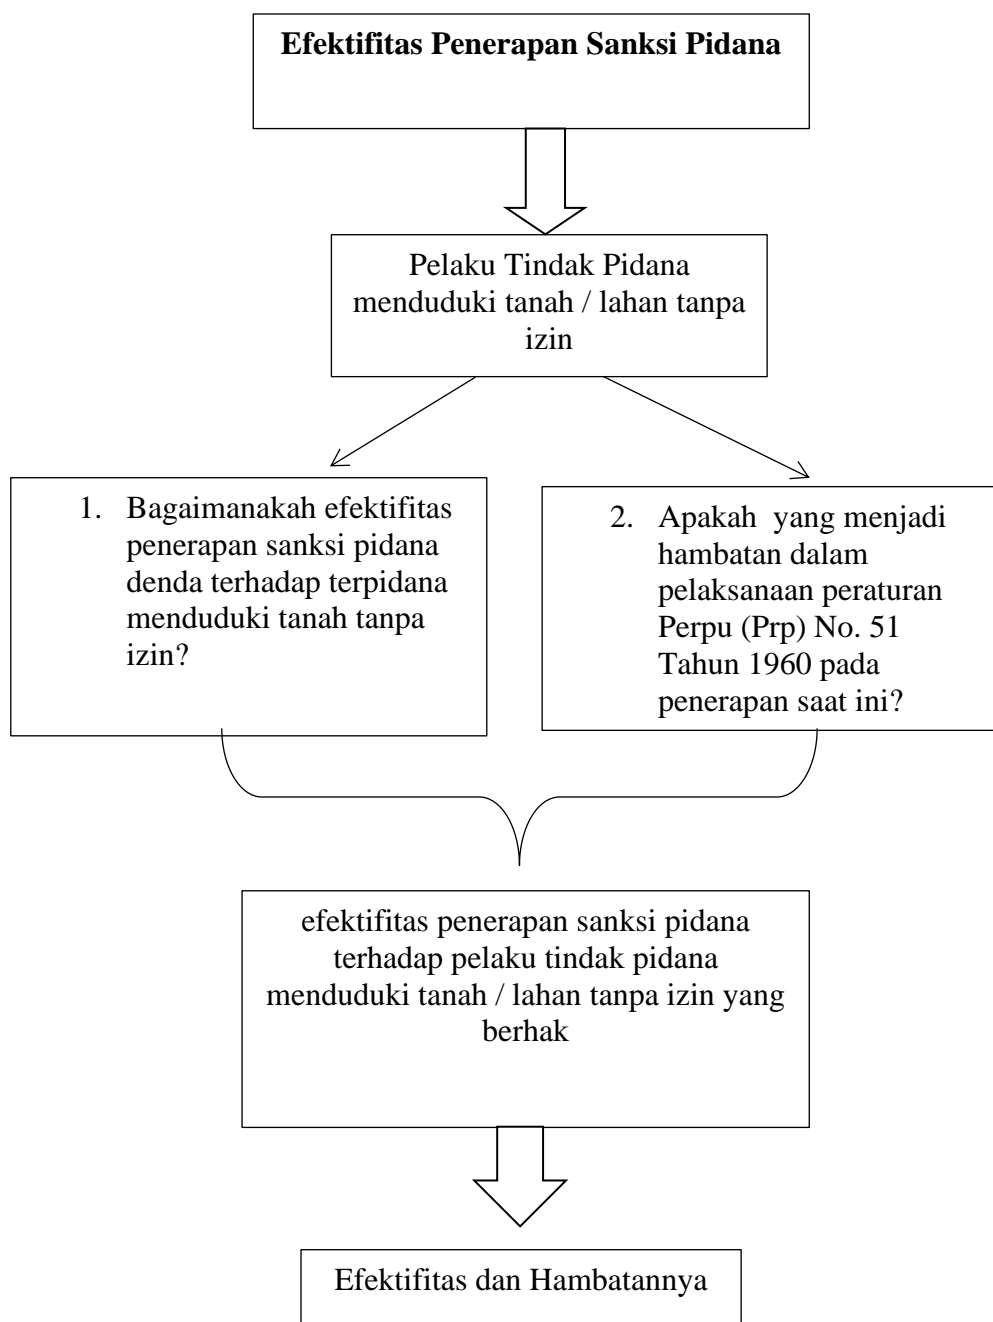 Efektifitas Penerapan Sanksi Pidana
Pelaku Tindak Pidana
menduduki tanah / lahan tanpa
izin
1. Bagaimanakah efektifitas
penerapan sanksi pidana
denda terhadap terpidana
menduduki tanah tanpa
izin?
2. Apakah yang menjadi
hambatan dalam
pelaksanaan peraturan
Perpu (Prp) No. 51
Tahun 1960 pada
penerapan saat ini?
efektifitas penerapan sanksi pidana
terhadap pelaku tindak pidana
menduduki tanah / lahan tanpa izin yang
berhak
Efektifitas dan Hambatannya